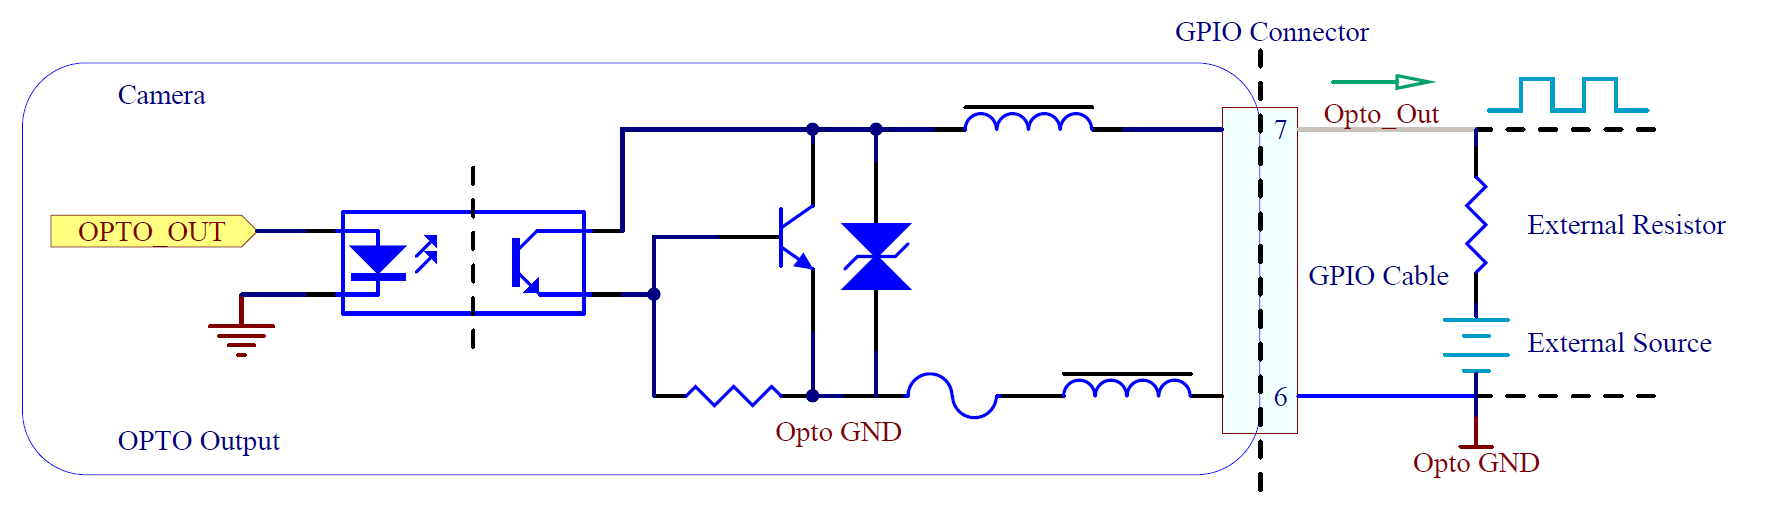 GPIO Connector
Camera
Opto_Out
7
OPTO_OUT
External Resistor
GPIO Cable
External Source
6
Opto GND
OPTO Output
Opto GND